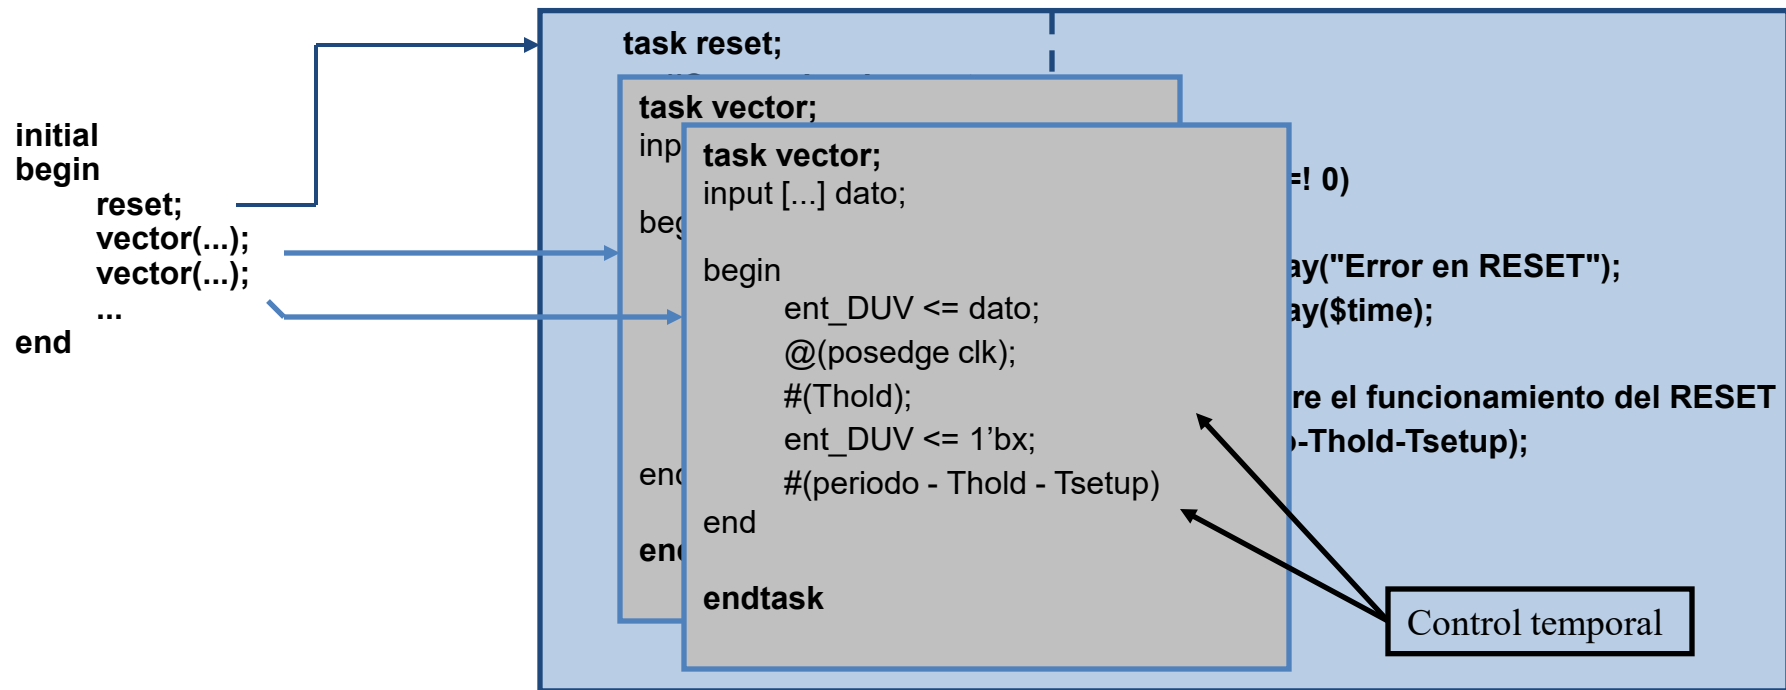 initial
begin
reset;
vector(...);
vector(...);
...
end
task reset;
task vector;
inp
beg
end
end
task vector;
input [...] dato;
begin
ent_DUV <= dato;
@(posedge clk);
#(Thold);
ent_DUV <= 1’bx;
#(periodo - Thold - Tsetup)
end
endtask
=! 0)
ay("Error en RESET");
ay($time);
re el funcionamiento del RESET
-Thold-Tsetup);
Control temporal